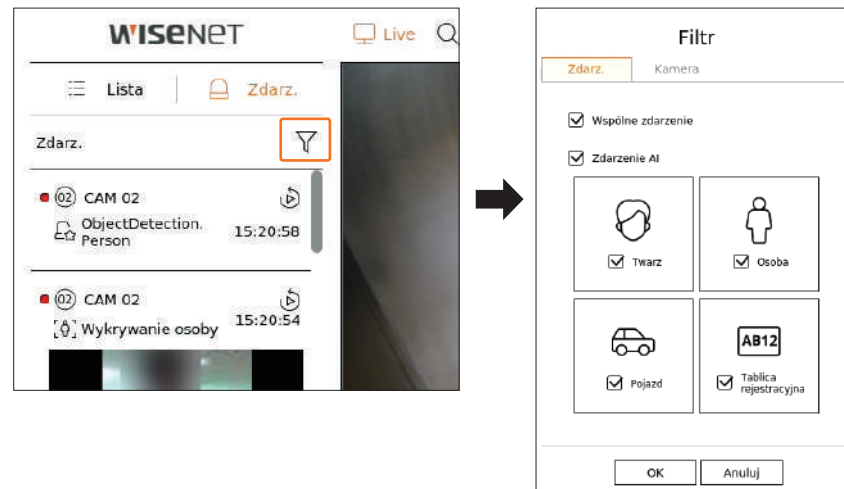 WISENET
Live
Lista
Zdarz.
Zdarz.
02 CAM 02
ObjectDetection.
Person
15:20:58
02 CAM 02
Wykrywanie osoby
15:20:54
Filtr
Zdarz.
Kamera
Wspólne zdarzenie
Zdarzenie AI
Twarz
Osoba
AB12
Pojazd
Tablica
rejestracyjna
OK
Anuluj